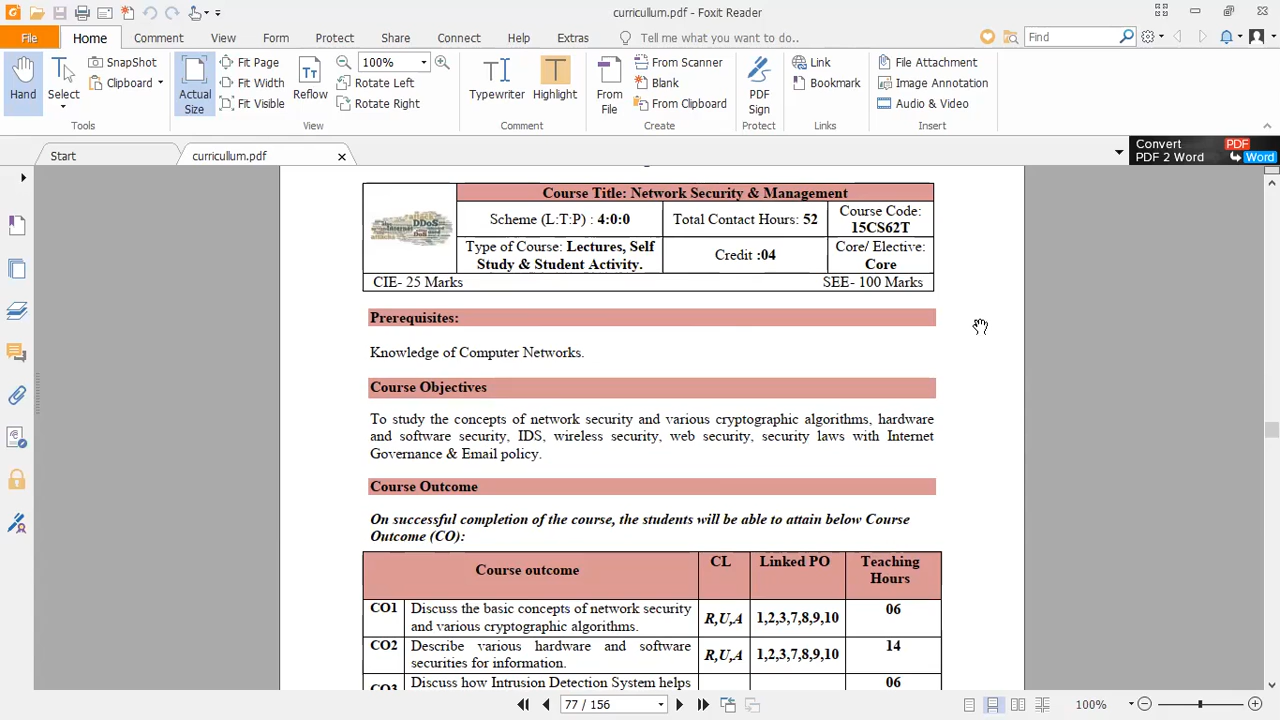 curricullum.pdf - Foxit Reader
File Home Comment View Form Protect Share Connect Help Extras Tell me what you want to do.. Find
Hand
Select
SnapShot
Clipboard
Tools
Actual Size
Fit Page
Fit Width
Fit Visible
Reflow
100%
Rotate Left
Rotate Right
View
Typewriter
Highlight
Comment
From File
From Scanner
Blank
From Clipboard
Create
PDF Sign
Protect
Link
Bookmark
Links
File Attachment
Image Annotation
Audio & Video
Insert
Start
curricullum.pdf
Convert PDF
PDF 2 Word Word
Course Title: Network Security & Management
DDoS
Internet
Scheme (L:T:P) : 4:0:0
Total Contact Hours: 52
Course Code:
15CS62T
Type of Course: Lectures, Self
Study & Student Activity.
Credit :04
Core/ Elective:
Core
CIE- 25 Marks SEE- 100 Marks
Prerequisites:
Knowledge of Computer Networks.
Course Objectives
To study the concepts of network security and various cryptographic algorithms, hardware
and software security, IDS, wireless security, web security, security laws with Internet
Governance & Email policy.
Course Outcome
On successful completion of the course, the students will be able to attain below Course
Outcome (CO):
Course outcome CL Linked PO Teaching
Hours
CO1 Discuss the basic concepts of network security
and various cryptographic algorithms. R,U,A 1,2,3,7,8,9,10 06
CO2 Describe various hardware and software
securities for information. R,U,A 1,2,3,7,8,9,10 14
CO3 Discuss how Intrusion Detection System helps 06
77 / 156
100%